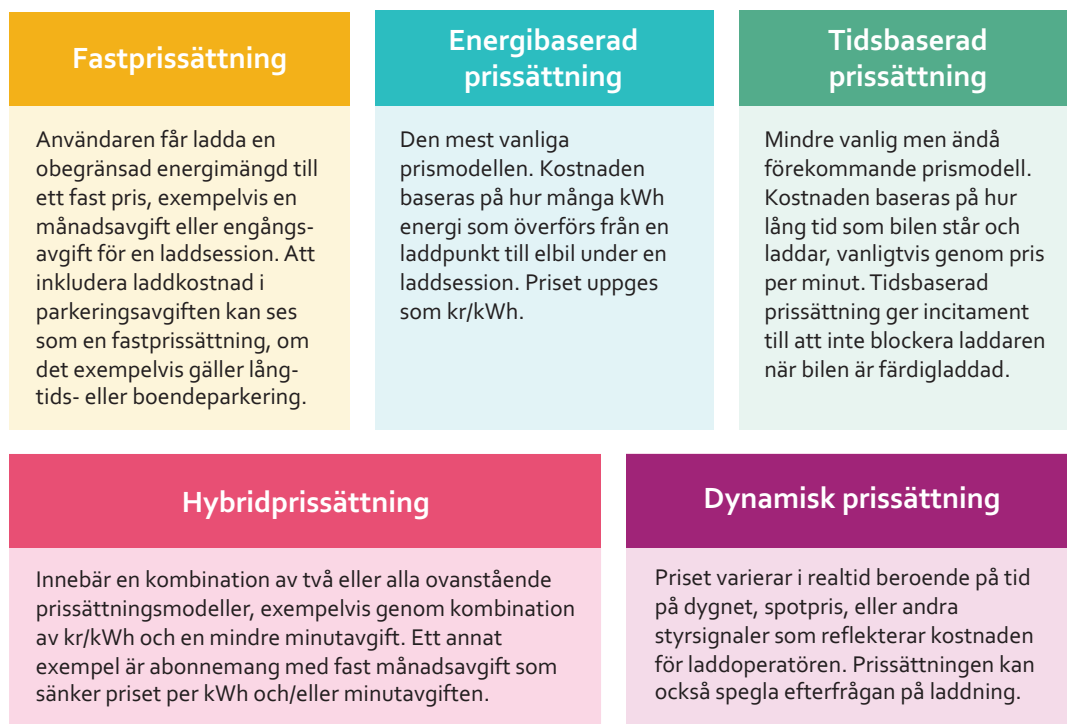 Fastprissättning
Användaren får ladda en
obegränsad energimängd till
ett fast pris, exempelvis en
månadsavgift eller engångs-
avgift för en laddsession. Att
inkludera laddkostnad i
parkeringsavgiften kan ses
som en fastprissättning, om
det exempelvis gäller lång-
tids- eller boendeparkering.
Energibaserad
prissättning
Den mest vanliga
prismodellen. Kostnaden
baseras på hur många kWh
energi som överförs från en
laddpunkt till elbil under en
laddsession. Priset uppges
som kr/kWh.
Tidsbaserad
prissättning
Mindre vanlig men ändå
förekommande prismodell.
Kostnaden baseras på hur
lång tid som bilen står och
laddar, vanligtvis genom pris
per minut. Tidsbaserad
prissättning ger incitament
till att inte blockera laddaren
när bilen är färdigladdad.
Hybridprissättning
Innebär en kombination av två eller alla ovanstående
prissättningsmodeller, exempelvis genom kombination
av kr/kWh och en mindre minutavgift. Ett annat
exempel är abonnemang med fast månadsavgift som
sänker priset per kWh och/eller minutavgiften.
Dynamisk prissättning
Priset varierar i realtid beroende på tid
på dygnet, spotpris, eller andra
styrsignaler som reflekterar kostnaden
för laddoperatören. Prissättningen kan
också spegla efterfrågan på laddning.